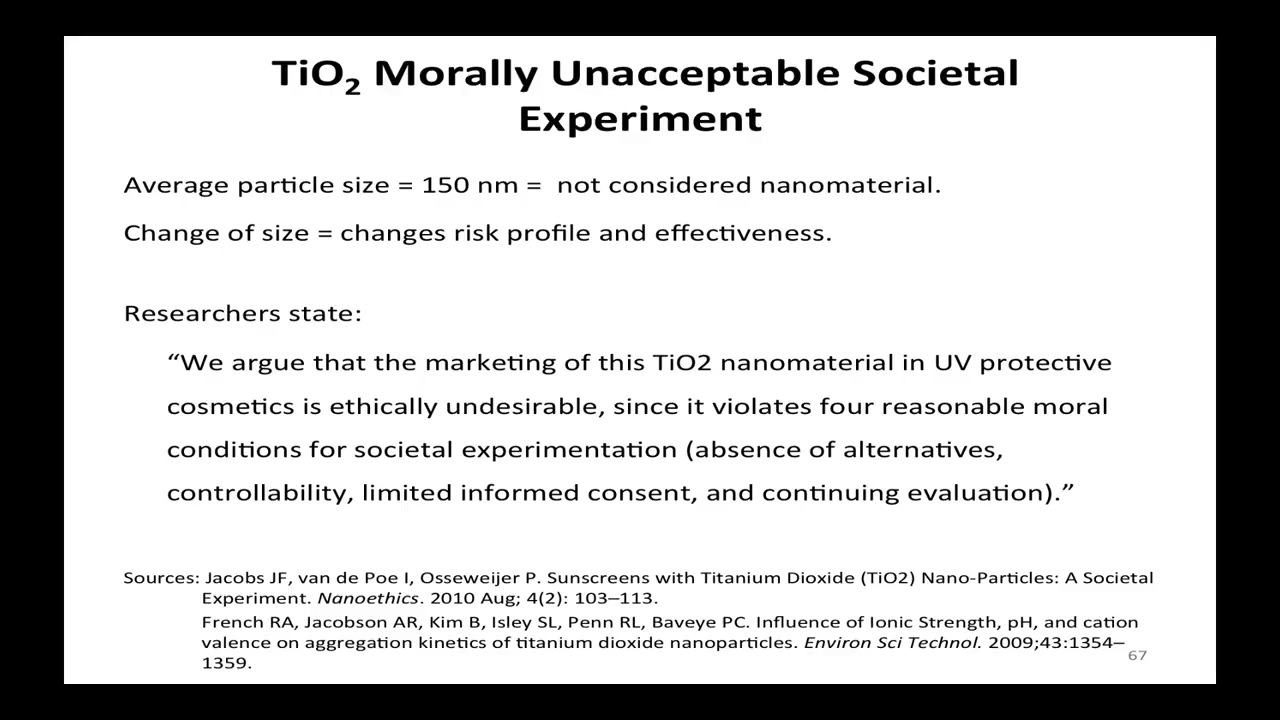 TiO₂ Morally Unacceptable Societal
Experiment
Average particle size = 150 nm = not considered nanomaterial.
Change of size = changes risk profile and effectiveness.
Researchers state:
“We argue that the marketing of this TiO2 nanomaterial in UV protective
cosmetics is ethically undesirable, since it violates four reasonable moral
conditions for societal experimentation (absence of alternatives,
controllability, limited informed consent, and continuing evaluation).”
Sources: Jacobs JF, van de Poe I, Osseweijer P. Sunscreens with Titanium Dioxide (TiO2) Nano-Particles: A Societal
Experiment. Nanoethics. 2010 Aug; 4(2): 103–113.
French RA, Jacobson AR, Kim B, Isley SL, Penn RL, Baveye PC. Influence of Ionic Strength, pH, and cation
valence on aggregation kinetics of titanium dioxide nanoparticles. Environ Sci Technol. 2009;43:1354–
1359.
67